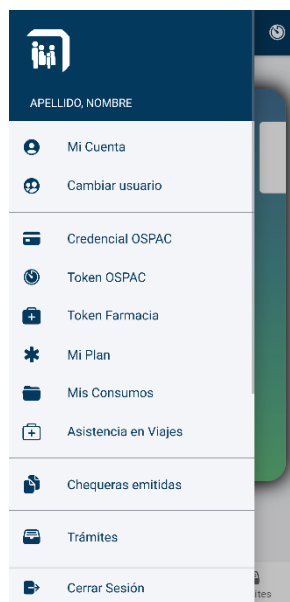 APELLIDO, NOMBRE
Mi Cuenta
Cambiar usuario
Credencial OSPAC
Token OSPAC
Token Farmacia
Mi Plan
Mis Consumos
Asistencia en Viajes
Chequeras emitidas
Trámites
Cerrar Sesión
ites